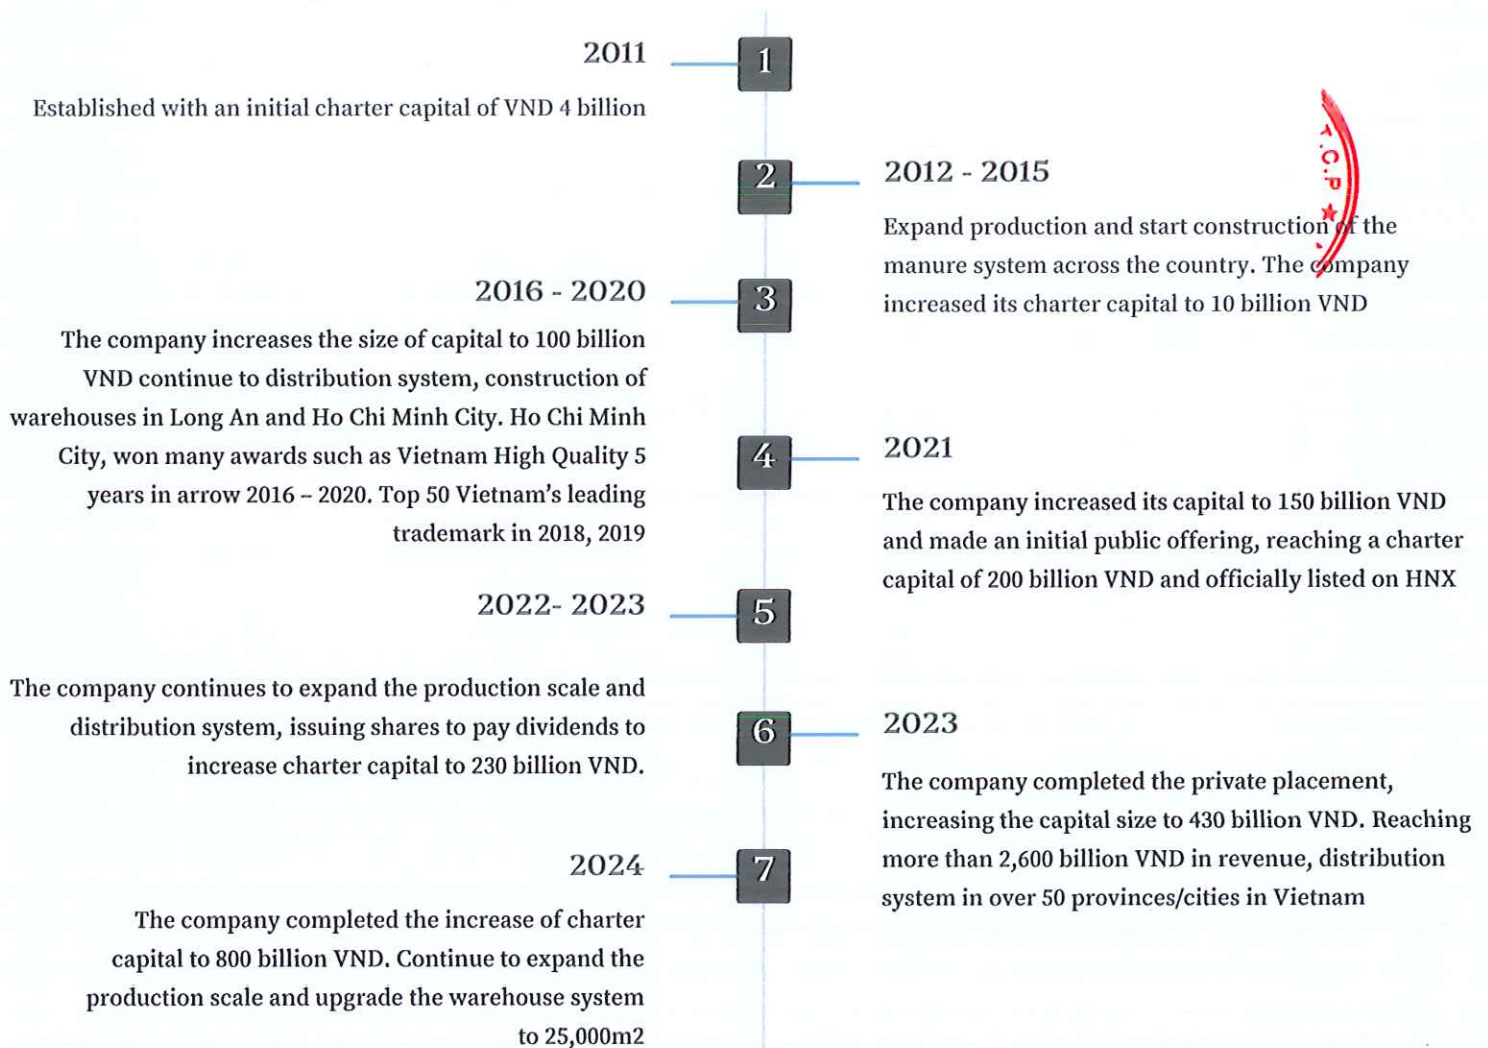 2011
1
Established with an initial charter capital of VND 4 billion
2
2012 - 2015
Expand production and start construction of the
manure system across the country. The company
increased its charter capital to 10 billion VND
2016 - 2020
3
The company increases the size of capital to 100 billion
VND continue to distribution system, construction of
warehouses in Long An and Ho Chi Minh City. Ho Chi Minh
City, won many awards such as Vietnam High Quality 5
years in arrow 2016 – 2020. Top 50 Vietnam's leading
trademark in 2018, 2019
4
2021
The company increased its capital to 150 billion VND
and made an initial public offering, reaching a charter
capital of 200 billion VND and officially listed on HNX
2022- 2023
5
The company continues to expand the production scale and
distribution system, issuing shares to pay dividends to
increase charter capital to 230 billion VND.
6
2023
The company completed the private placement,
increasing the capital size to 430 billion VND. Reaching
more than 2,600 billion VND in revenue, distribution
system in over 50 provinces/cities in Vietnam
2024
7
The company completed the increase of charter
capital to 800 billion VND. Continue to expand the
production scale and upgrade the warehouse system
to 25,000m2
.C.P